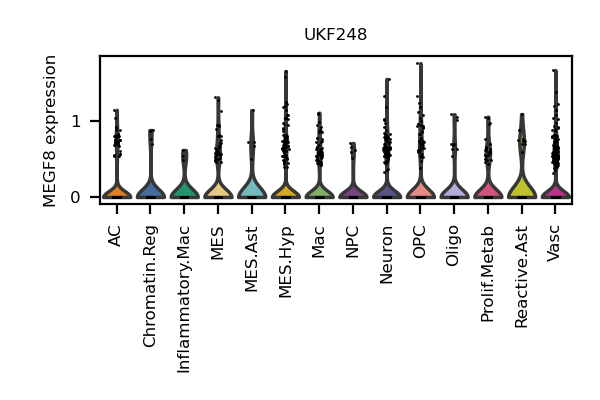 UKF248
MEGF8 expression
1
0
AC
Chromatin.Reg
Inflammatory.Mac
MES
MES.Ast
MES.Hyp
Mac
NPC
Neuron
OPC
Oligo
Prolif.Metab
Reactive.Ast
Vasc